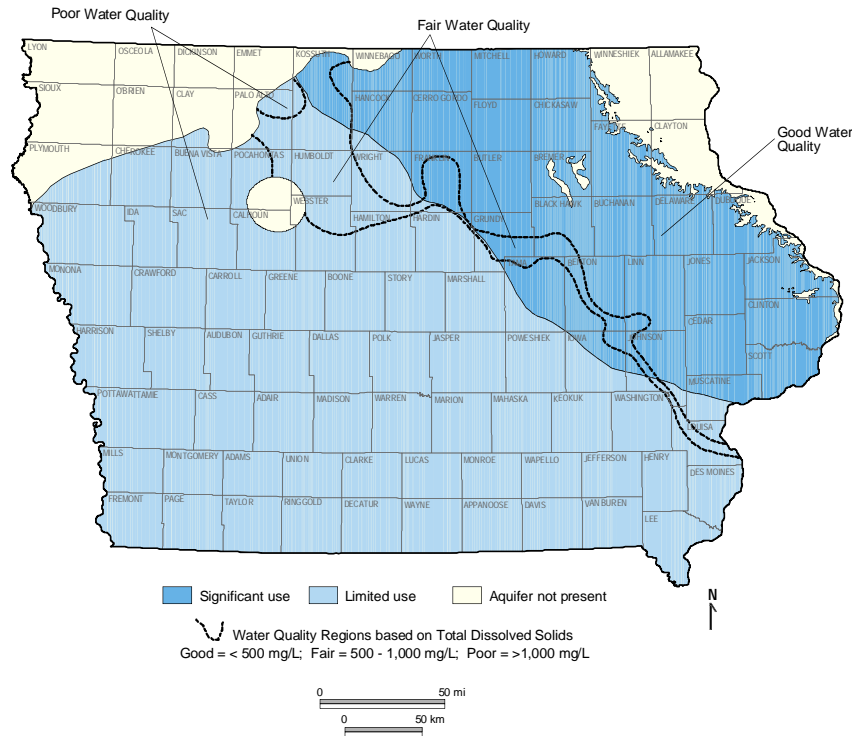 Poor Water Quality
Fair Water Quality
Good Water
Quality
LYON
OSCEOLA
DICKINSON
EMMET
KOSSUTH
WINNEBAGO
WORTH
MITCHELL
HOWARD
WINNESHIEK
ALLAMAKEE
SIOUX
O'BRIEN
CLAY
PALO ALTO
HANCOCK
CERRO GORDO
FLOYD
CHICKASAW
FAYETTE
CLAYTON
PLYMOUTH
CHEROKEE
BUENA VISTA
POCAHONTAS
HUMBOLDT
WRIGHT
FRANKLIN
BUTLER
BREMER
WOODBURY
IDA
SAC
CALHOUN
WEBSTER
HAMILTON
HARDIN
GRUNDY
BLACK HAWK
BUCHANAN
DELAWARE
DUBUQUE
MONONA
CRAWFORD
CARROLL
GREENE
BOONE
STORY
MARSHALL
TAMA
BENTON
LINN
JONES
JACKSON
CLINTON
HARRISON
SHELBY
AUDUBON
GUTHRIE
DALLAS
POLK
JASPER
POWESHIEK
IOWA
JOHNSON
CEDAR
SCOTT
MUSCATINE
POTTAWATTAMIE
CASS
ADAIR
MADISON
WARREN
MARION
MAHASKA
KEOKUK
WASHINGTON
LOUISA
MILLS
MONTGOMERY
ADAMS
UNION
CLARKE
LUCAS
MONROE
WAPELLO
JEFFERSON
HENRY
DES MOINES
FREMONT
PAGE
TAYLOR
RINGGOLD
DECATUR
WAYNE
APPANOOSE
DAVIS
VAN BUREN
LEE
Significant use
Limited use
Aquifer not present
N
Water Quality Regions based on Total Dissolved Solids
Good = < 500 mg/L; Fair = 500 - 1,000 mg/L; Poor = >1,000 mg/L
0 50 mi
0 50 km